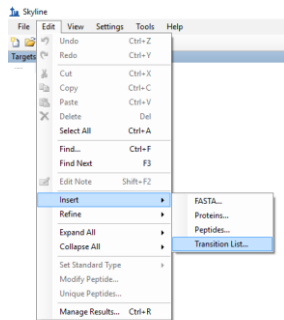 Skyline
File Edit View Settings Tools Help
Targets
Undo Ctrl+Z
Redo Ctrl+Y
Cut Ctrl+X
Copy Ctrl+C
Paste Ctrl+V
Delete Del
Select All Ctrl+A
Find... Ctrl+F
Find Next F3
Edit Note Shift+F2
Insert
FASTA...
Refine
Proteins...
Peptides...
Expand All
Transition List...
Collapse All
Set Standard Type
Modify Peptide...
Unique Peptides...
Manage Results... Ctrl+R